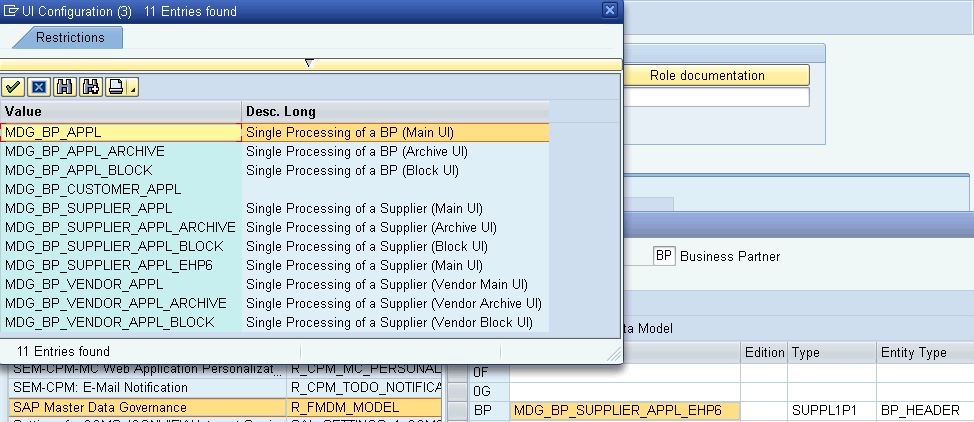 UI Configuration (3) 11 Entries found
Restrictions
Value Desc. Long
MDG_BP_APPL Single Processing of a BP (Main UI)
MDG_BP_APPL_ARCHIVE Single Processing of a BP (Archive UI)
MDG_BP_APPL_BLOCK Single Processing of a BP (Block UI)
MDG_BP_CUSTOMER_APPL
MDG_BP_SUPPLIER_APPL Single Processing of a Supplier (Main UI)
MDG_BP_SUPPLIER_APPL_ARCHIVE Single Processing of a Supplier (Archive UI)
MDG_BP_SUPPLIER_APPL_BLOCK Single Processing of a Supplier (Block UI)
MDG_BP_SUPPLIER_APPL_EHP6 Single Processing of a Supplier (Main UI)
MDG_BP_VENDOR_APPL Single Processing of a Supplier (Vendor Main UI)
MDG_BP_VENDOR_APPL_ARCHIVE Single Processing of a Supplier (Vendor Archive UI)
MDG_BP_VENDOR_APPL_BLOCK Single Processing of a Supplier (Vendor Block UI)
11 Entries found
Role documentation
BP Business Partner
ta Model
Edition Type Entity Type
SEM-CPM-MC Web Application Personalizat... R_CPM_MC_PERSONAL
0F
SEM-CPM: E-Mail Notification R_CPM_TODO_NOTIFICA
0G
SAP Master Data Governance R_FMDM_MODEL
BP MDG_BP_SUPPLIER_APPL_EHP6 SUPPL1P1 BP_HEADER